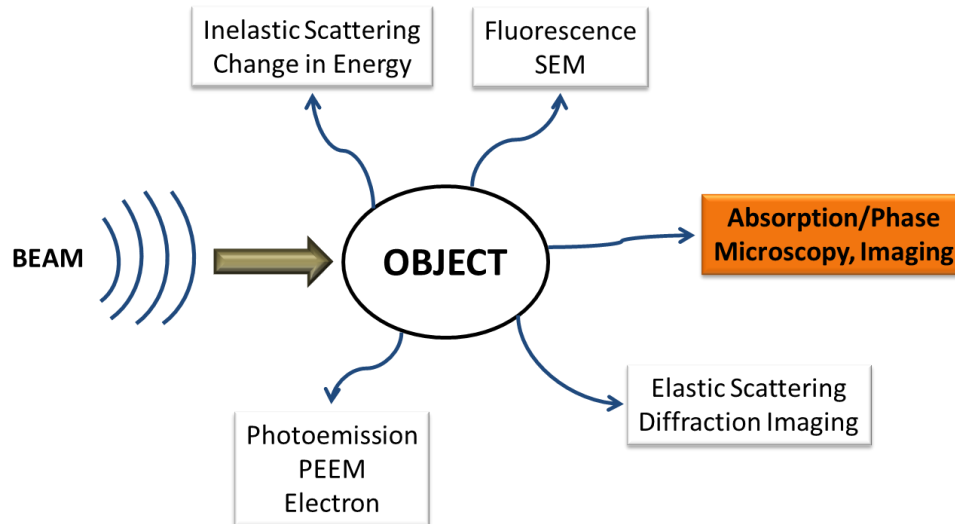 Inelastic Scattering
Change in Energy
Fluorescence
SEM
BEAM
OBJECT
Absorption/Phase
Microscopy, Imaging
Elastic Scattering
Diffraction Imaging
Photoemission
PEEM
Electron